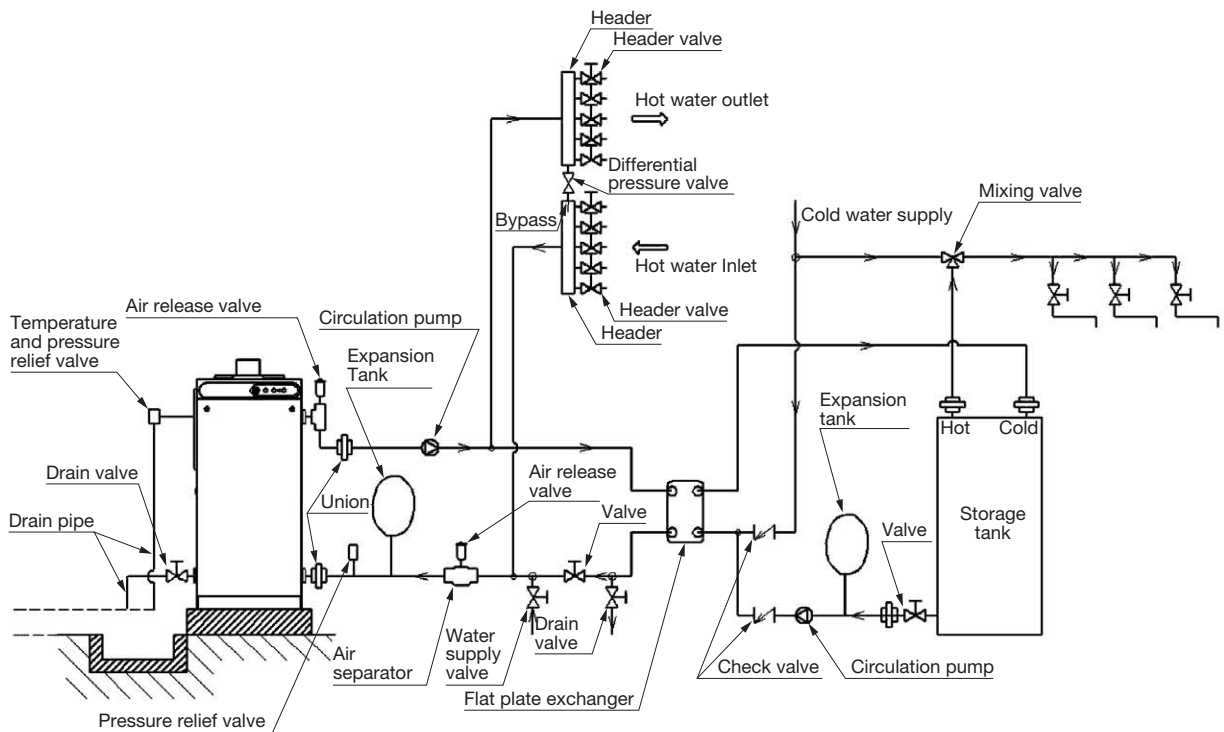 Header
Header valve
Hot water outlet
Differential
pressure valve
Bypass
Hot water Inlet
Header valve
Header
Cold water supply
Mixing valve
Air release valve
Circulation pump
Temperature
and pressure
relief valve
Expansion
Tank
Drain valve
Drain pipe
Union
Air release
valve
Valve
Expansion
tank
Hot
Cold
Storage
tank
Valve
Air
separator
Water
supply
valve
Drain
valve
Flat plate exchanger
Check valve
Circulation pump
Pressure relief valve